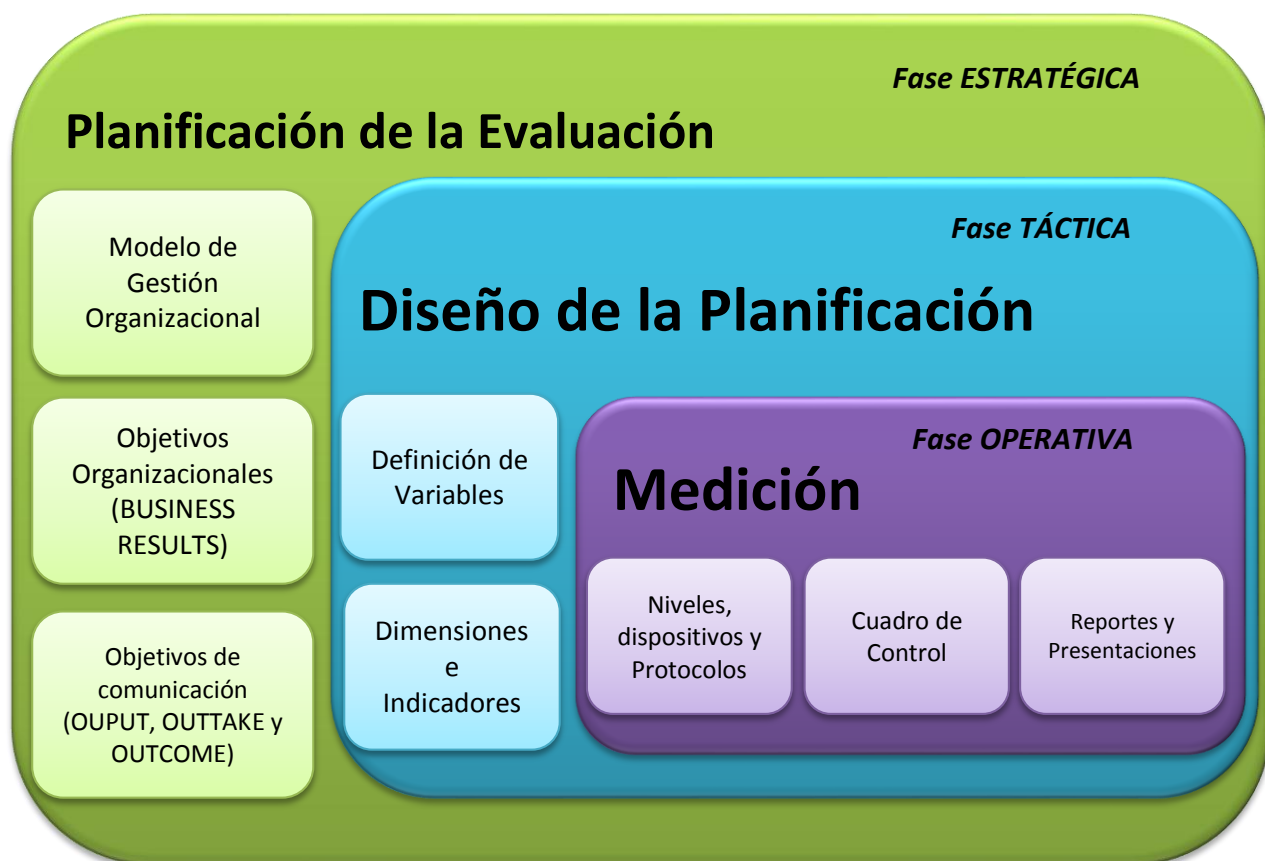 Fase ESTRATÉGICA
Planificación de la Evaluación
Modelo de
Gestión
Organizacional
Objetivos
Organizacionales
(BUSINESS
RESULTS)
Objetivos de
comunicación
(OUPUT, OUTTAKE y
OUTCOME)
Fase TÁCTICA
Diseño de la Planificación
Definición de
Variables
Dimensiones
e
Indicadores
Fase OPERATIVA
Medición
Niveles,
dispositivos y
Protocolos
Cuadro de
Control
Reportes y
Presentaciones